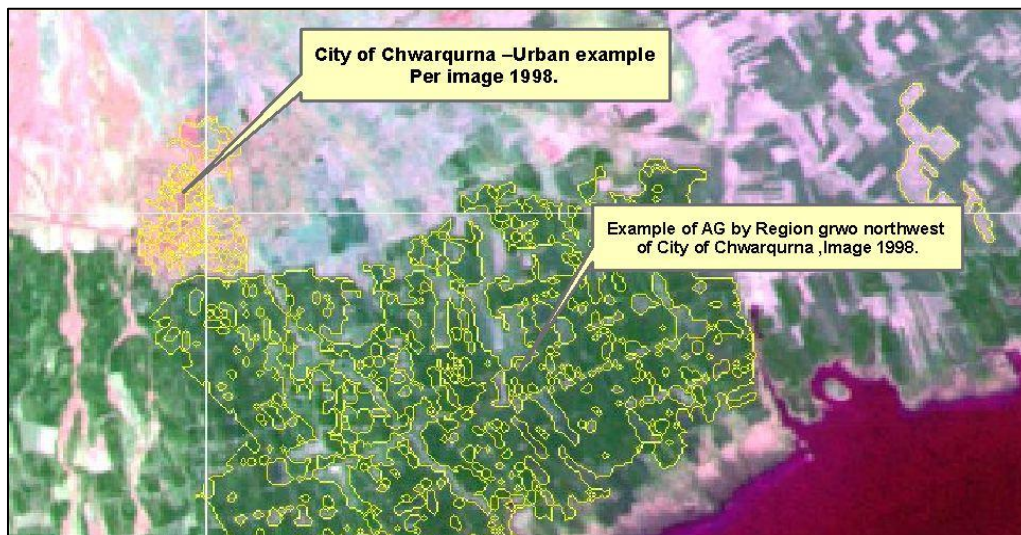 City of Chwarqurna –Urban example
Per image 1998.
Example of AG by Region grwo northwest
of City of Chwarqurna ,Image 1998.